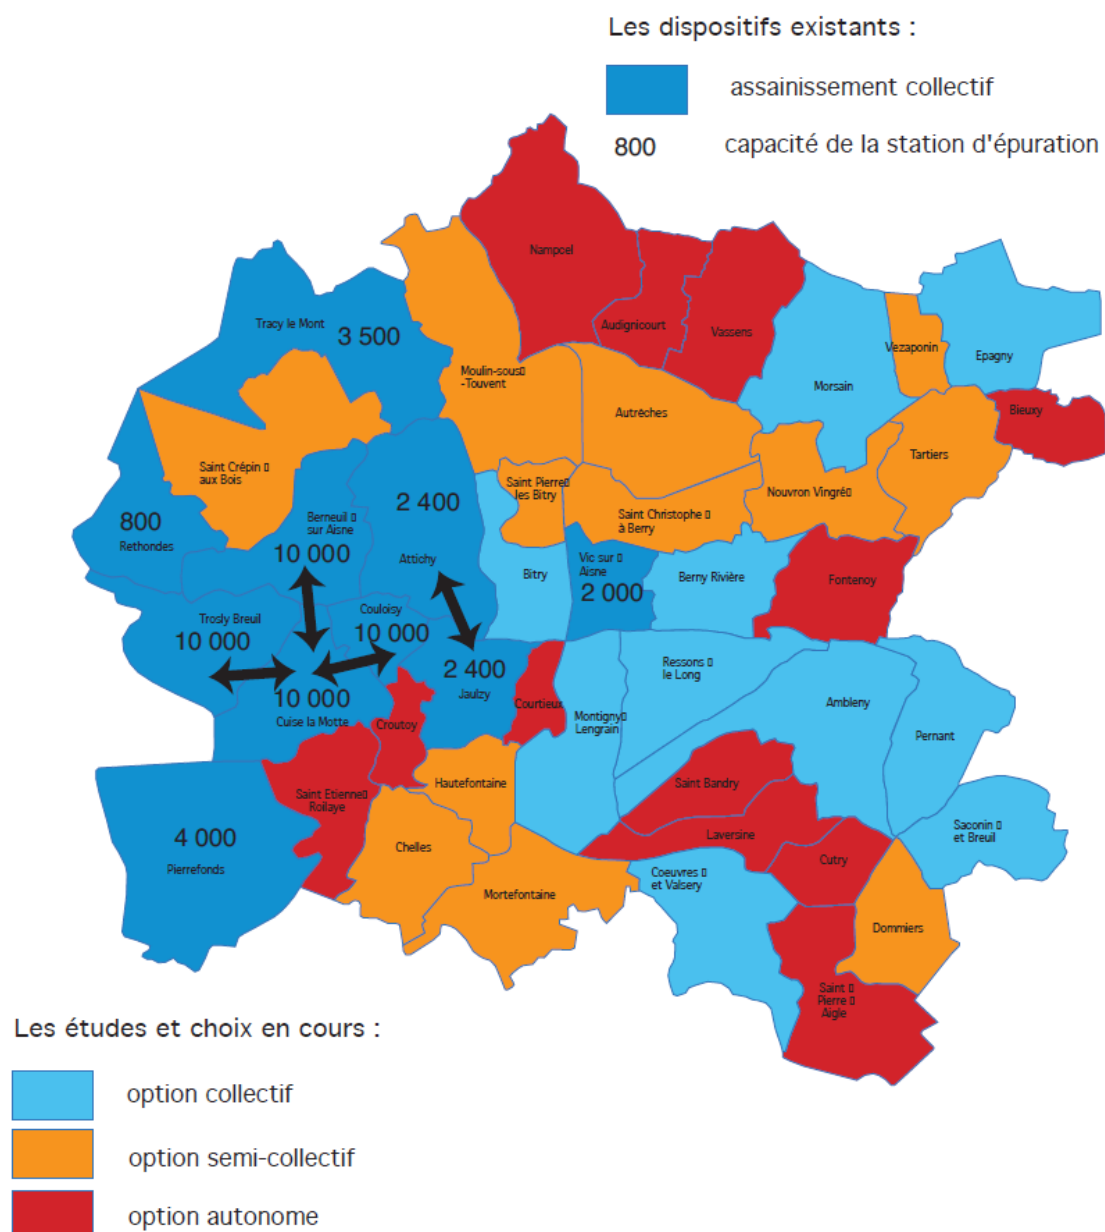 Les dispositifs existants :
assainissement collectif
800
capacité de la station d'épuration
Nampoel
Audignicourt
Vassens
Tracy le Mont
3 500
Moulin-sous
-Touvent
Vezaponin
Epagny
Morsain
Autrèches
Bieuxy
Tartiers
Saint Crépin
aux Bois
Saint Pierre
les Bitry
Nouvron Vingré
2 400
Attichy
Saint Christophe
à Berry
800
Rethondes
Berneuil
sur Aisne
10 000
Vic sur
Aisne
2 000
Bitry
Berny Rivière
Fontenoy
Trosly Breuil
10 000
Couloisy
10 000
2 400
Jaulzy
10 000
Cuise la Motte
Croutoy
Courtieux
Ressons
le Long
Montigny
Lengrain
Ambleny
Pernant
Hautefontaine
Saint Bandry
Saint Etienne
Roilaye
Laversine
Saconin
et Breuil
4 000
Pierrefonds
Chelles
Cutry
Coeuvres
et Valsery
Mortefontaine
Dommiers
Saint
Pierre
Aigle
Les études et choix en cours :
option collectif
option semi-collectif
option autonome